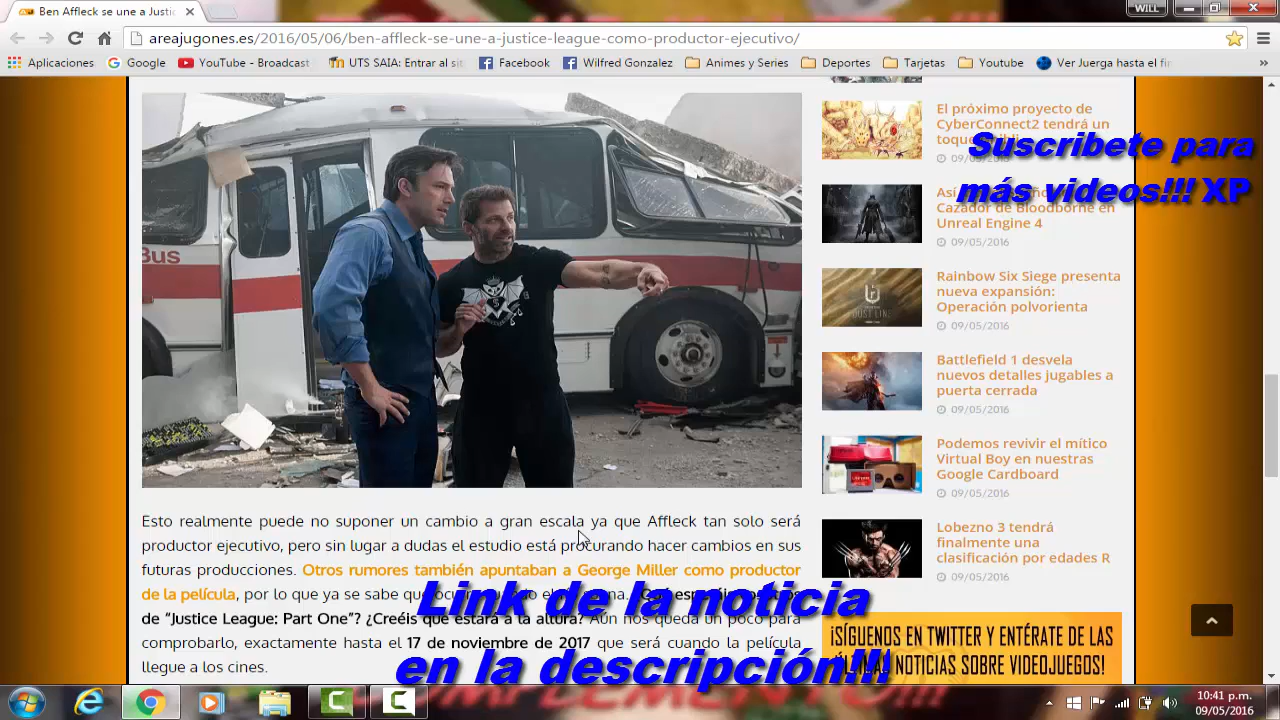 Ben Affleck se une a Justic
WILL
areajugones.es/2016/05/06/ben-affleck-se-une-a-justice-league-como-productor-ejecutivo/
Aplicaciones
Google
YouTube - Broadcast
UTS SAIA: Entrar al siti
Facebook
Wilfred Gonzalez
Animes y Series
Deportes
Tarjetas
Youtube
Ver Juerga hasta el fin
»
Bus
El próximo proyecto de
CyberConnect2 tendrá un
09/05/2016
Suscribete para
más videos!!! XP
Así
Cazador de Bloodborne en
Unreal Engine 4
09/05/2016
Rainbow Six Siege presenta
nueva expansión:
Operación polvorienta
09/05/2016
Battlefield 1 desvela
nuevos detalles jugables a
puerta cerrada
09/05/2016
Podemos revivir el mítico
Virtual Boy en nuestras
Google Cardboard
09/05/2016
Lobezno 3 tendrá
finalmente una
clasificación por edades R
09/05/2016
Esto realmente puede no suponer un cambio a gran escala ya que Affleck tan solo será
productor ejecutivo, pero sin lugar a dudas el estudio está procurando hacer cambios en sus
futuras Otros rumores también apuntaban a George Miller como productor
de la película, por lo que ya se sabe que
Link de la noticia
de “Justice League: Part One”? ¿Creéis que estará a la altura? Aún nos queda un poco para
comprobarlo, exactamente hasta el 17 de noviembre de 2017 que será cuando la película
llegue a los cines.
en la descripción!!!
¡SÍGUENOS EN TWITTER Y ENTÉRATE DE LAS
ÚLTIMAS NOTICIAS SOBRE VIDEOJUEGOS!
10:41 p.m.
09/05/2016